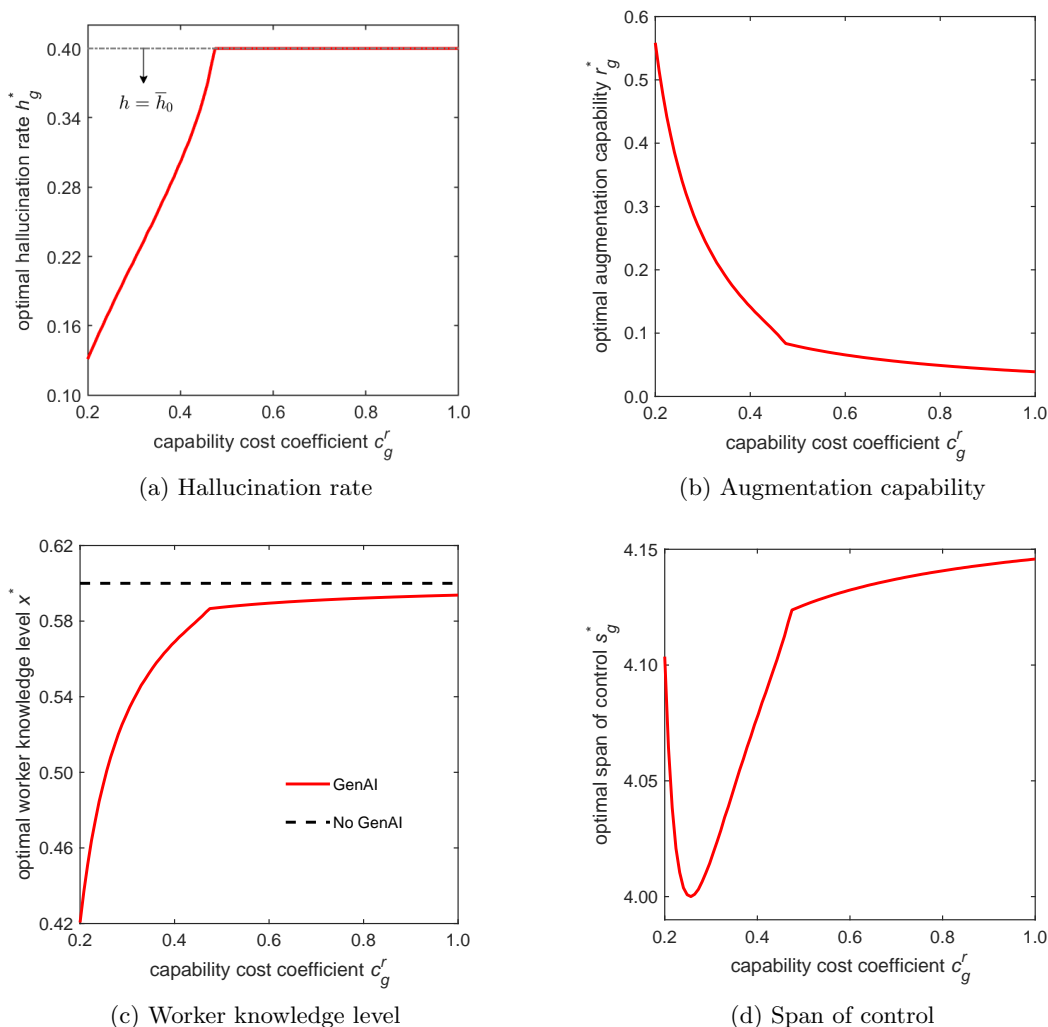 0.40
0.34
0.28
0.22
0.16
0.10
0.2
0.4
0.6
0.8
1.0
h = h̅₀
optimal hallucination rate h*g
capability cost coefficient cʳg
(a) Hallucination rate
0.6
0.5
0.4
0.3
0.2
0.1
0.0
0.2
0.4
0.6
0.8
1.0
optimal augmentation capability r*g
capability cost coefficient cʳg
(b) Augmentation capability
0.62
0.58
0.54
0.50
0.46
0.42
0.2
0.4
0.6
0.8
1.0
GenAI
No GenAI
optimal worker knowledge level x*
capability cost coefficient cʳg
(c) Worker knowledge level
4.15
4.10
4.05
4.00
0.2
0.4
0.6
0.8
1.0
optimal span of control s*g
capability cost coefficient cʳg
(d) Span of control